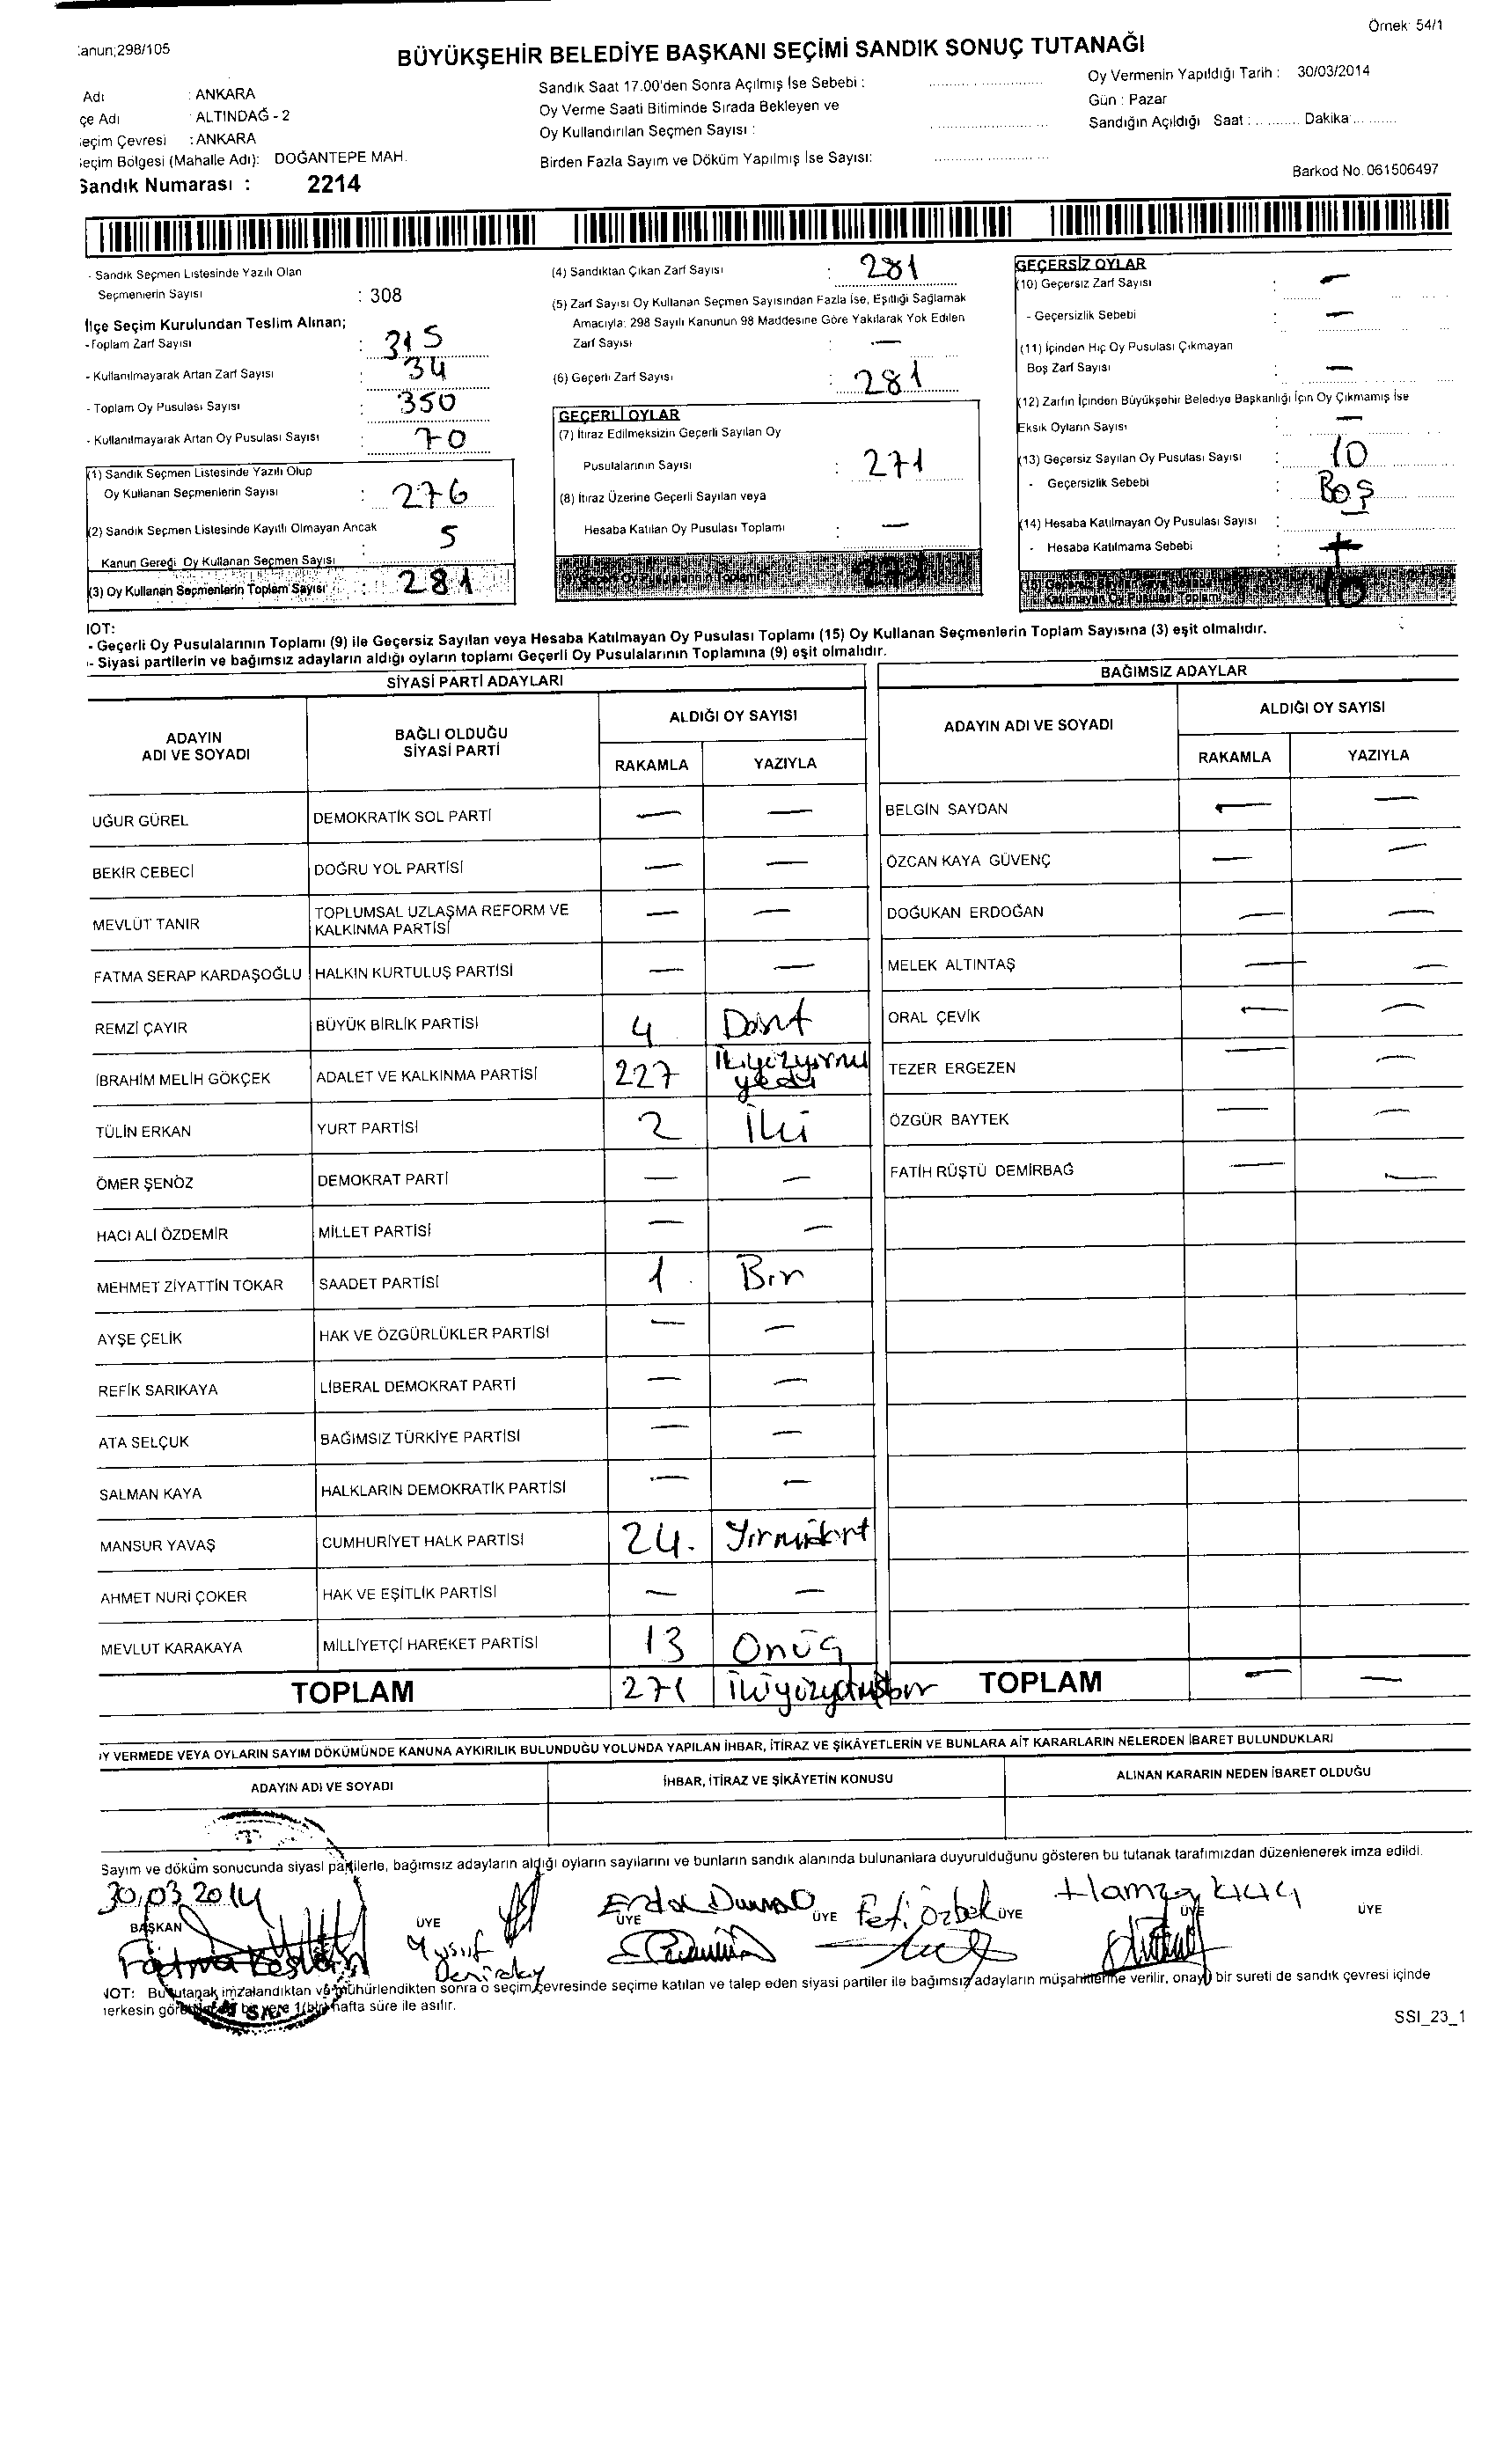 Örnek: 54/1
:anun;298/105
BÜYÜKŞEHİR BELEDİYE BAŞKANI SEÇİMİ SANDIK SONUÇ TUTANAĞI
Adı : ANKARA
çe Adı : ALTINDAĞ - 2
eçim Çevresi : ANKARA
eçim Bölgesi (Mahalle Adı): DOĞANTEPE MAH.
Sandık Numarası : 2214
Sandık Saat 17.00'den Sonra Açılmış İse Sebebi :
Oy Verme Saati Bitiminde Sırada Bekleyen ve
Oy Kullandırılan Seçmen Sayısı :
Birden Fazla Sayım ve Döküm Yapılmış İse Sayısı:
Oy Vermenin Yapıldığı Tarih : 30/03/2014
Gün : Pazar
Sandığın Açıldığı Saat : .......... Dakika: ..........
Barkod No. 061506497
- Sandık Seçmen Listesinde Yazılı Olan
Seçmenlerin Sayısı : 308
İlçe Seçim Kurulundan Teslim Alınan;
-Toplam Zarf Sayısı : 315
- Kullanılmayarak Artan Zarf Sayısı : 34
- Toplam Oy Pusulası Sayısı : 350
- Kullanılmayarak Artan Oy Pusulası Sayısı : 70
(1) Sandık Seçmen Listesinde Yazılı Olup
Oy Kullanan Seçmenlerin Sayısı : 276
(2) Sandık Seçmen Listesinde Kayıtlı Olmayan Ancak
Kanun Gereği Oy Kullanan Seçmen Sayısı : 5
(3) Oy Kullanan Seçmenlerin Toplam Sayısı : 281
(4) Sandıktan Çıkan Zarf Sayısı : 281
(5) Zarf Sayısı Oy Kullanan Seçmen Sayısından Fazla İse, Eşitliği Sağlamak
Amacıyla: 298 Sayılı Kanunun 98 Maddesine Göre Yakılarak Yok Edilen
Zarf Sayısı : —
(6) Geçerli Zarf Sayısı : 281
GEÇERLİ OYLAR
(7) İtiraz Edilmeksizin Geçerli Sayılan Oy
Pusulalarının Sayısı : 271
(8) İtiraz Üzerine Geçerli Sayılan veya
Hesaba Katılan Oy Pusulası Toplamı : —
(9) Geçerli Oy Pusulalarının Toplamı : 271
GEÇERSİZ OYLAR
(10) Geçersiz Zarf Sayısı : —
- Geçersizlik Sebebi : —
(11) İçinden Hiç Oy Pusulası Çıkmayan
Boş Zarf Sayısı : —
(12) Zarfın İçinden Büyükşehir Belediye Başkanlığı İçin Oy Çıkmamış İse
Eksik Oyların Sayısı : —
(13) Geçersiz Sayılan Oy Pusulası Sayısı : 10
- Geçersizlik Sebebi : Boş
(14) Hesaba Katılmayan Oy Pusulası Sayısı : —
- Hesaba Katılmama Sebebi :
(15) Geçersiz Sayılan veya Hesaba
Katılmayan Oy Pusulası Toplamı 10
NOT:
- Geçerli Oy Pusulalarının Toplamı (9) ile Geçersiz Sayılan veya Hesaba Katılmayan Oy Pusulası Toplamı (15) Oy Kullanan Seçmenlerin Toplam Sayısına (3) eşit olmalıdır.
- Siyasi partilerin ve bağımsız adayların aldığı oyların toplamı Geçerli Oy Pusulalarının Toplamına (9) eşit olmalıdır.
SİYASİ PARTİ ADAYLARI
ADAYIN ADI VE SOYADI BAĞLI OLDUĞU SİYASİ PARTİ ALDIĞI OY SAYISI
RAKAMLA YAZIYLA
UĞUR GÜREL DEMOKRATİK SOL PARTİ — —
BEKİR CEBECİ DOĞRU YOL PARTİSİ — —
MEVLÜT TANIR TOPLUMSAL UZLAŞMA REFORM VE KALKINMA PARTİSİ — —
FATMA SERAP KARDAŞOĞLU HALKIN KURTULUŞ PARTİSİ — —
REMZİ ÇAYIR BÜYÜK BİRLİK PARTİSİ 4 Dört
İBRAHİM MELİH GÖKÇEK ADALET VE KALKINMA PARTİSİ 227 İkiyüzyirmi yedi
TÜLİN ERKAN YURT PARTİSİ 2 İki
ÖMER ŞENÖZ DEMOKRAT PARTİ — —
HACI ALİ ÖZDEMİR MİLLET PARTİSİ — —
MEHMET ZİYATTİN TOKAR SAADET PARTİSİ 1 Bir
AYŞE ÇELİK HAK VE ÖZGÜRLÜKLER PARTİSİ — —
REFİK SARIKAYA LİBERAL DEMOKRAT PARTİ — —
ATA SELÇUK BAĞIMSIZ TÜRKİYE PARTİSİ — —
SALMAN KAYA HALKLARIN DEMOKRATİK PARTİSİ — —
MANSUR YAVAŞ CUMHURİYET HALK PARTİSİ 24. Yirmidört
AHMET NURİ ÇOKER HAK VE EŞİTLİK PARTİSİ — —
MEVLUT KARAKAYA MİLLİYETÇİ HAREKET PARTİSİ 13 Onüç
TOPLAM 271 ikiyüzyetmişbir
BAĞIMSIZ ADAYLAR
ADAYIN ADI VE SOYADI ALDIĞI OY SAYISI
RAKAMLA YAZIYLA
BELGİN SAYDAN — —
ÖZCAN KAYA GÜVENÇ — —
DOĞUKAN ERDOĞAN — —
MELEK ALTINTAŞ — —
ORAL ÇEVİK — —
TEZER ERGEZEN — —
ÖZGÜR BAYTEK — —
FATİH RÜŞTÜ DEMİRBAĞ — —
TOPLAM — —
Y VERMEDE VEYA OYLARIN SAYIM DÖKÜMÜNDE KANUNA AYKIRILIK BULUNDUĞU YOLUNDA YAPILAN İHBAR, İTİRAZ VE ŞİKÂYETLERİN VE BUNLARA AİT KARARLARIN NELERDEN İBARET BULUNDUKLARI
ADAYIN ADI VE SOYADI İHBAR, İTİRAZ VE ŞİKÂYETİN KONUSU ALINAN KARARIN NEDEN İBARET OLDUĞU
Sayım ve döküm sonucunda siyasi partilerle, bağımsız adayların aldığı oyların sayılarını ve bunların sandık alanında bulunanlara duyurulduğunu gösteren bu tutanak tarafımızdan düzenlenerek imza edildi.
30.03.2014
BAŞKAN ÜYE ÜYE ÜYE ÜYE ÜYE ÜYE
Fatma Yusuf Feti Özbek Hamza
NOT: Bu tutanak imzalandıktan ve mühürlendikten sonra o seçim çevresinde seçime katılan ve talep eden siyasi partiler ile bağımsız adayların müşahitlerine verilir, onaylı bir sureti de sandık çevresi içinde
herkesin görebileceği bir yere 1(bir) hafta süre ile asılır.
SSI_23_1